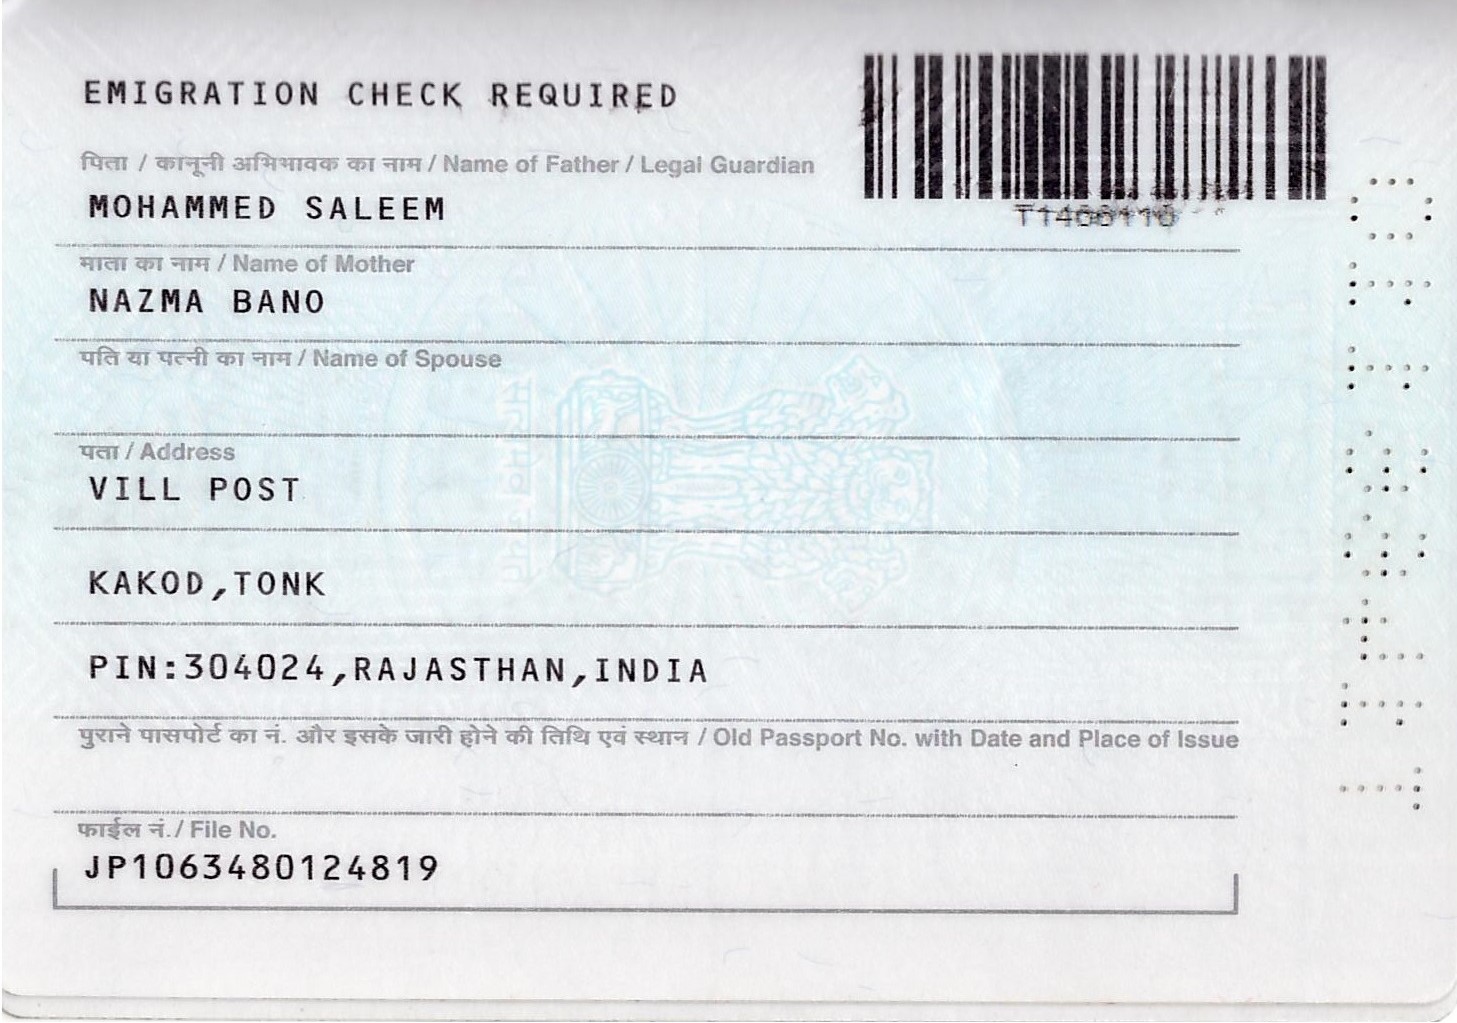 EMIGRATION CHECK REQUIRED
पिता / कानूनी अभिभावक का नाम / Name of Father / Legal Guardian
MOHAMMED SALEEM
माता का नाम / Name of Mother
NAZMA BANO
पति या पत्नी का नाम / Name of Spouse
पता / Address
VILL POST
KAKOD,TONK
PIN:304024,RAJASTHAN,INDIA
पुराने पासपोर्ट का नं. और इसके जारी होने की तिथि एवं स्थान / Old Passport No. with Date and Place of Issue
फाईल नं./ File No.
JP1063480124819